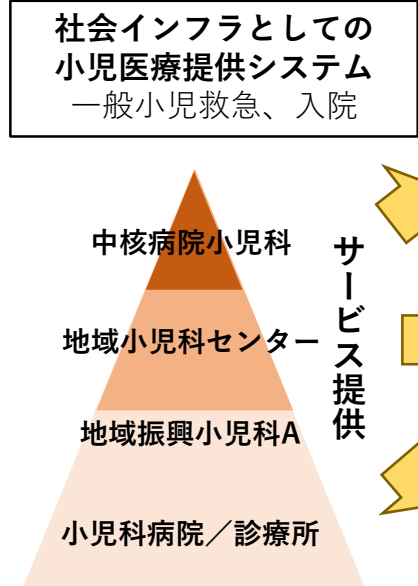 社会インフラとしての
小児医療提供システム
一般小児救急、入院
中核病院小児科
地域小児科センター
地域振興小児科A
小児科病院／診療所
サービス提供